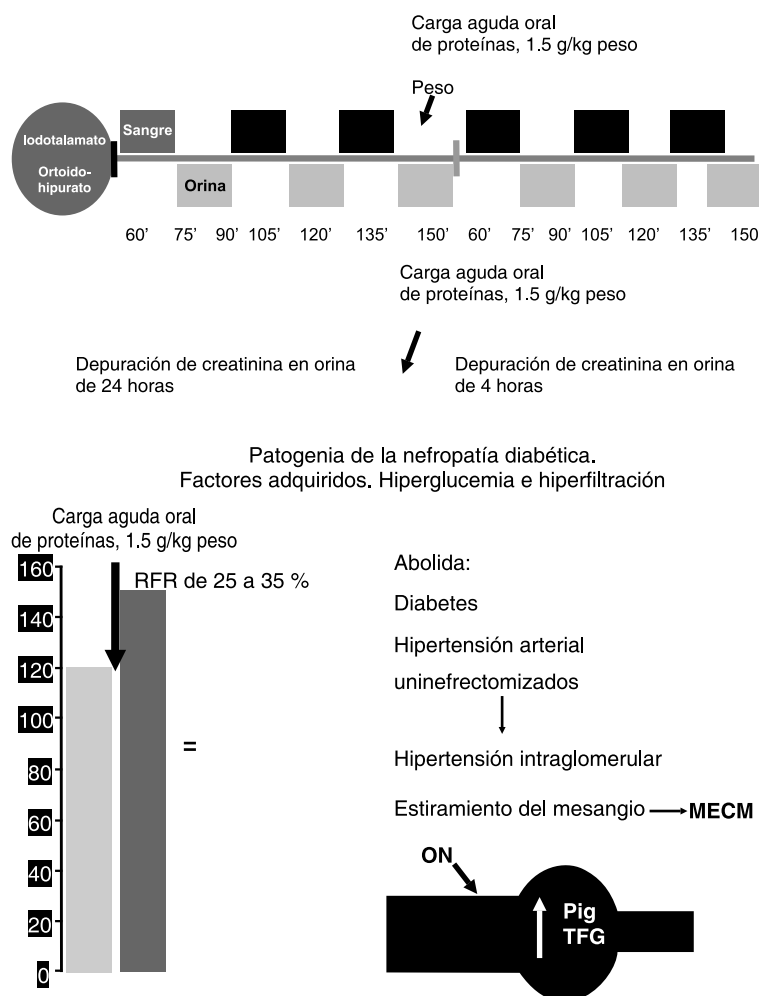 Carga aguda oral
de proteínas, 1.5 g/kg peso
Peso
Iodotalamato
Ortoido-
hipurato
Sangre
Orina
60’ 75’ 90’ 105’ 120’ 135’ 150’ 60’ 75’ 90’ 105’ 120’ 135’ 150
Carga aguda oral
de proteínas, 1.5 g/kg peso
Depuración de creatinina en orina
de 24 horas
Depuración de creatinina en orina
de 4 horas
Patogenia de la nefropatía diabética.
Factores adquiridos. Hiperglucemia e hiperfiltración
Carga aguda oral
de proteínas, 1.5 g/kg peso
RFR de 25 a 35 %
160
140
120
100
80
60
40
20
0
=
Abolida:
Diabetes
Hipertensión arterial
uninefrectomizados
Hipertensión intraglomerular
Estiramiento del mesangio MECM
ON
Pig
TFG